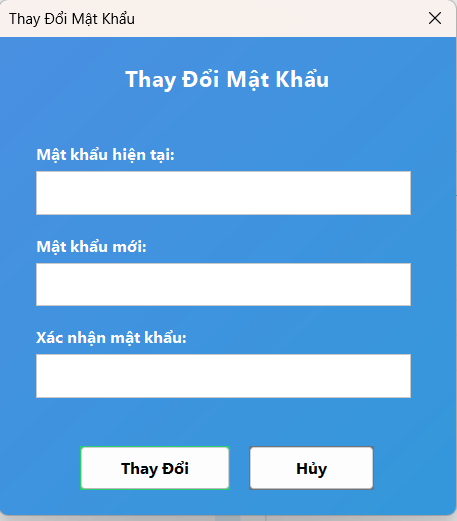 Thay Đổi Mật Khẩu
Thay Đổi Mật Khẩu
Mật khẩu hiện tại:
Mật khẩu mới:
Xác nhận mật khẩu:
Thay Đổi
Hủy